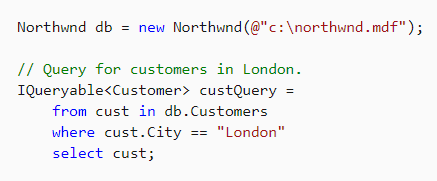 Northwnd db = new Northwnd(@"c:\northwnd.mdf");
// Query for customers in London.
IQueryable<Customer> custQuery =
    from cust in db.Customers
    where cust.City == "London"
    select cust;